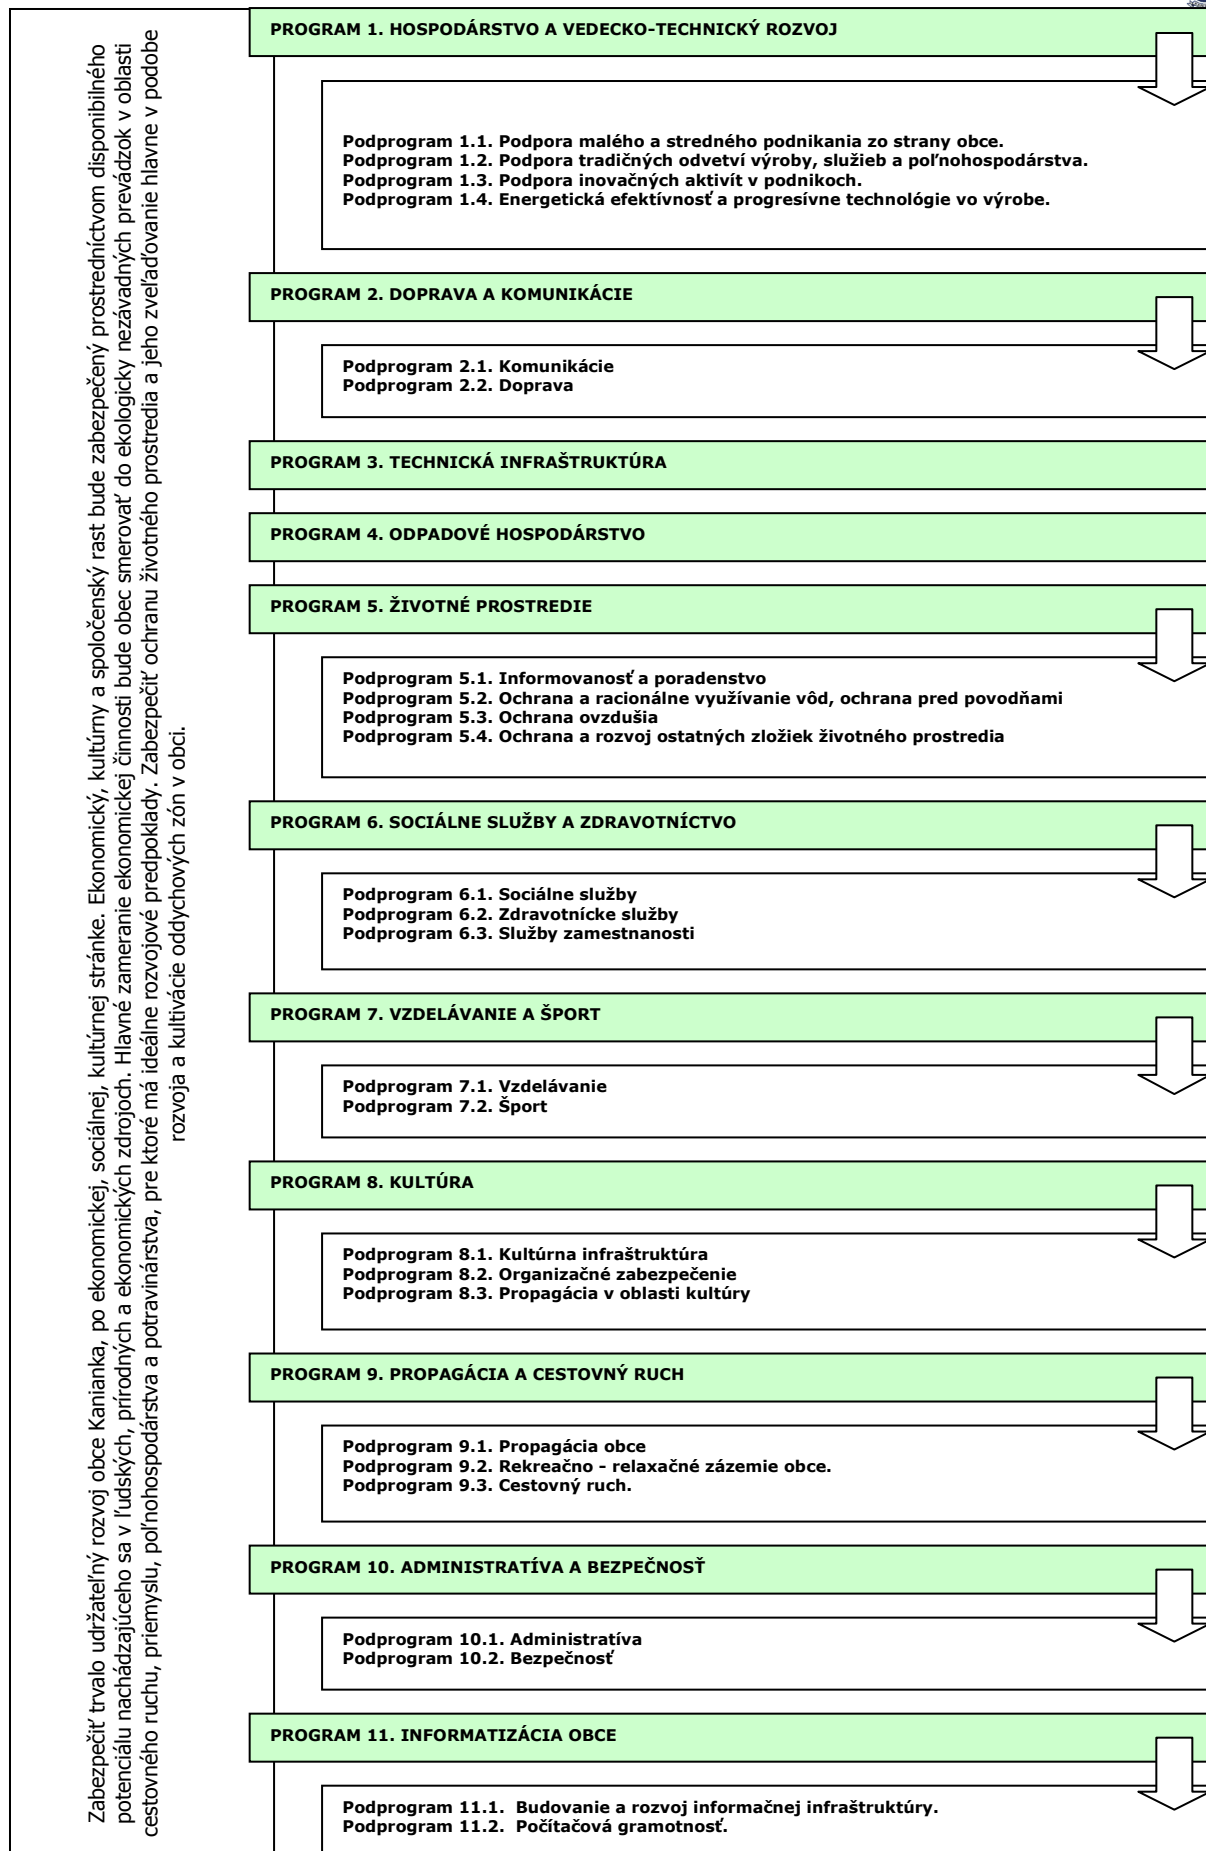 Zabezpečiť trvalo udržateľný rozvoj obce Kanianka, po ekonomickej, sociálnej, kultúrnej stránke. Ekonomický, kultúrny a spoločenský rast bude zabezpečený prostredníctvom disponibilného
potenciálu nachádzajúceho sa v ľudských, prírodných a ekonomických zdrojoch. Hlavné zameranie ekonomickej činnosti bude obec smerovať do ekologicky nezávadných prevádzok v oblasti
cestovného ruchu, priemyslu, poľnohospodárstva a potravinárstva, pre ktoré má ideálne rozvojové predpoklady. Zabezpečiť ochranu životného prostredia a jeho zveľaďovanie hlavne v podobe
rozvoja a kultivácie oddychových zón v obci.
PROGRAM 1. HOSPODÁRSTVO A VEDECKO-TECHNICKÝ ROZVOJ
Podprogram 1.1. Podpora malého a stredného podnikania zo strany obce.
Podprogram 1.2. Podpora tradičných odvetví výroby, služieb a poľnohospodárstva.
Podprogram 1.3. Podpora inovačných aktivít v podnikoch.
Podprogram 1.4. Energetická efektívnosť a progresívne technológie vo výrobe.
PROGRAM 2. DOPRAVA A KOMUNIKÁCIE
Podprogram 2.1. Komunikácie
Podprogram 2.2. Doprava
PROGRAM 3. TECHNICKÁ INFRAŠTRUKTÚRA
PROGRAM 4. ODPADOVÉ HOSPODÁRSTVO
PROGRAM 5. ŽIVOTNÉ PROSTREDIE
Podprogram 5.1. Informovanosť a poradenstvo
Podprogram 5.2. Ochrana a racionálne využívanie vôd, ochrana pred povodňami
Podprogram 5.3. Ochrana ovzdušia
Podprogram 5.4. Ochrana a rozvoj ostatných zložiek životného prostredia
PROGRAM 6. SOCIÁLNE SLUŽBY A ZDRAVOTNÍCTVO
Podprogram 6.1. Sociálne služby
Podprogram 6.2. Zdravotnícke služby
Podprogram 6.3. Služby zamestnanosti
PROGRAM 7. VZDELÁVANIE A ŠPORT
Podprogram 7.1. Vzdelávanie
Podprogram 7.2. Šport
PROGRAM 8. KULTÚRA
Podprogram 8.1. Kultúrna infraštruktúra
Podprogram 8.2. Organizačné zabezpečenie
Podprogram 8.3. Propagácia v oblasti kultúry
PROGRAM 9. PROPAGÁCIA A CESTOVNÝ RUCH
Podprogram 9.1. Propagácia obce
Podprogram 9.2. Rekreačno - relaxačné zázemie obce.
Podprogram 9.3. Cestovný ruch.
PROGRAM 10. ADMINISTRATÍVA A BEZPEČNOSŤ
Podprogram 10.1. Administratíva
Podprogram 10.2. Bezpečnosť
PROGRAM 11. INFORMATIZÁCIA OBCE
Podprogram 11.1. Budovanie a rozvoj informačnej infraštruktúry.
Podprogram 11.2. Počítačová gramotnosť.